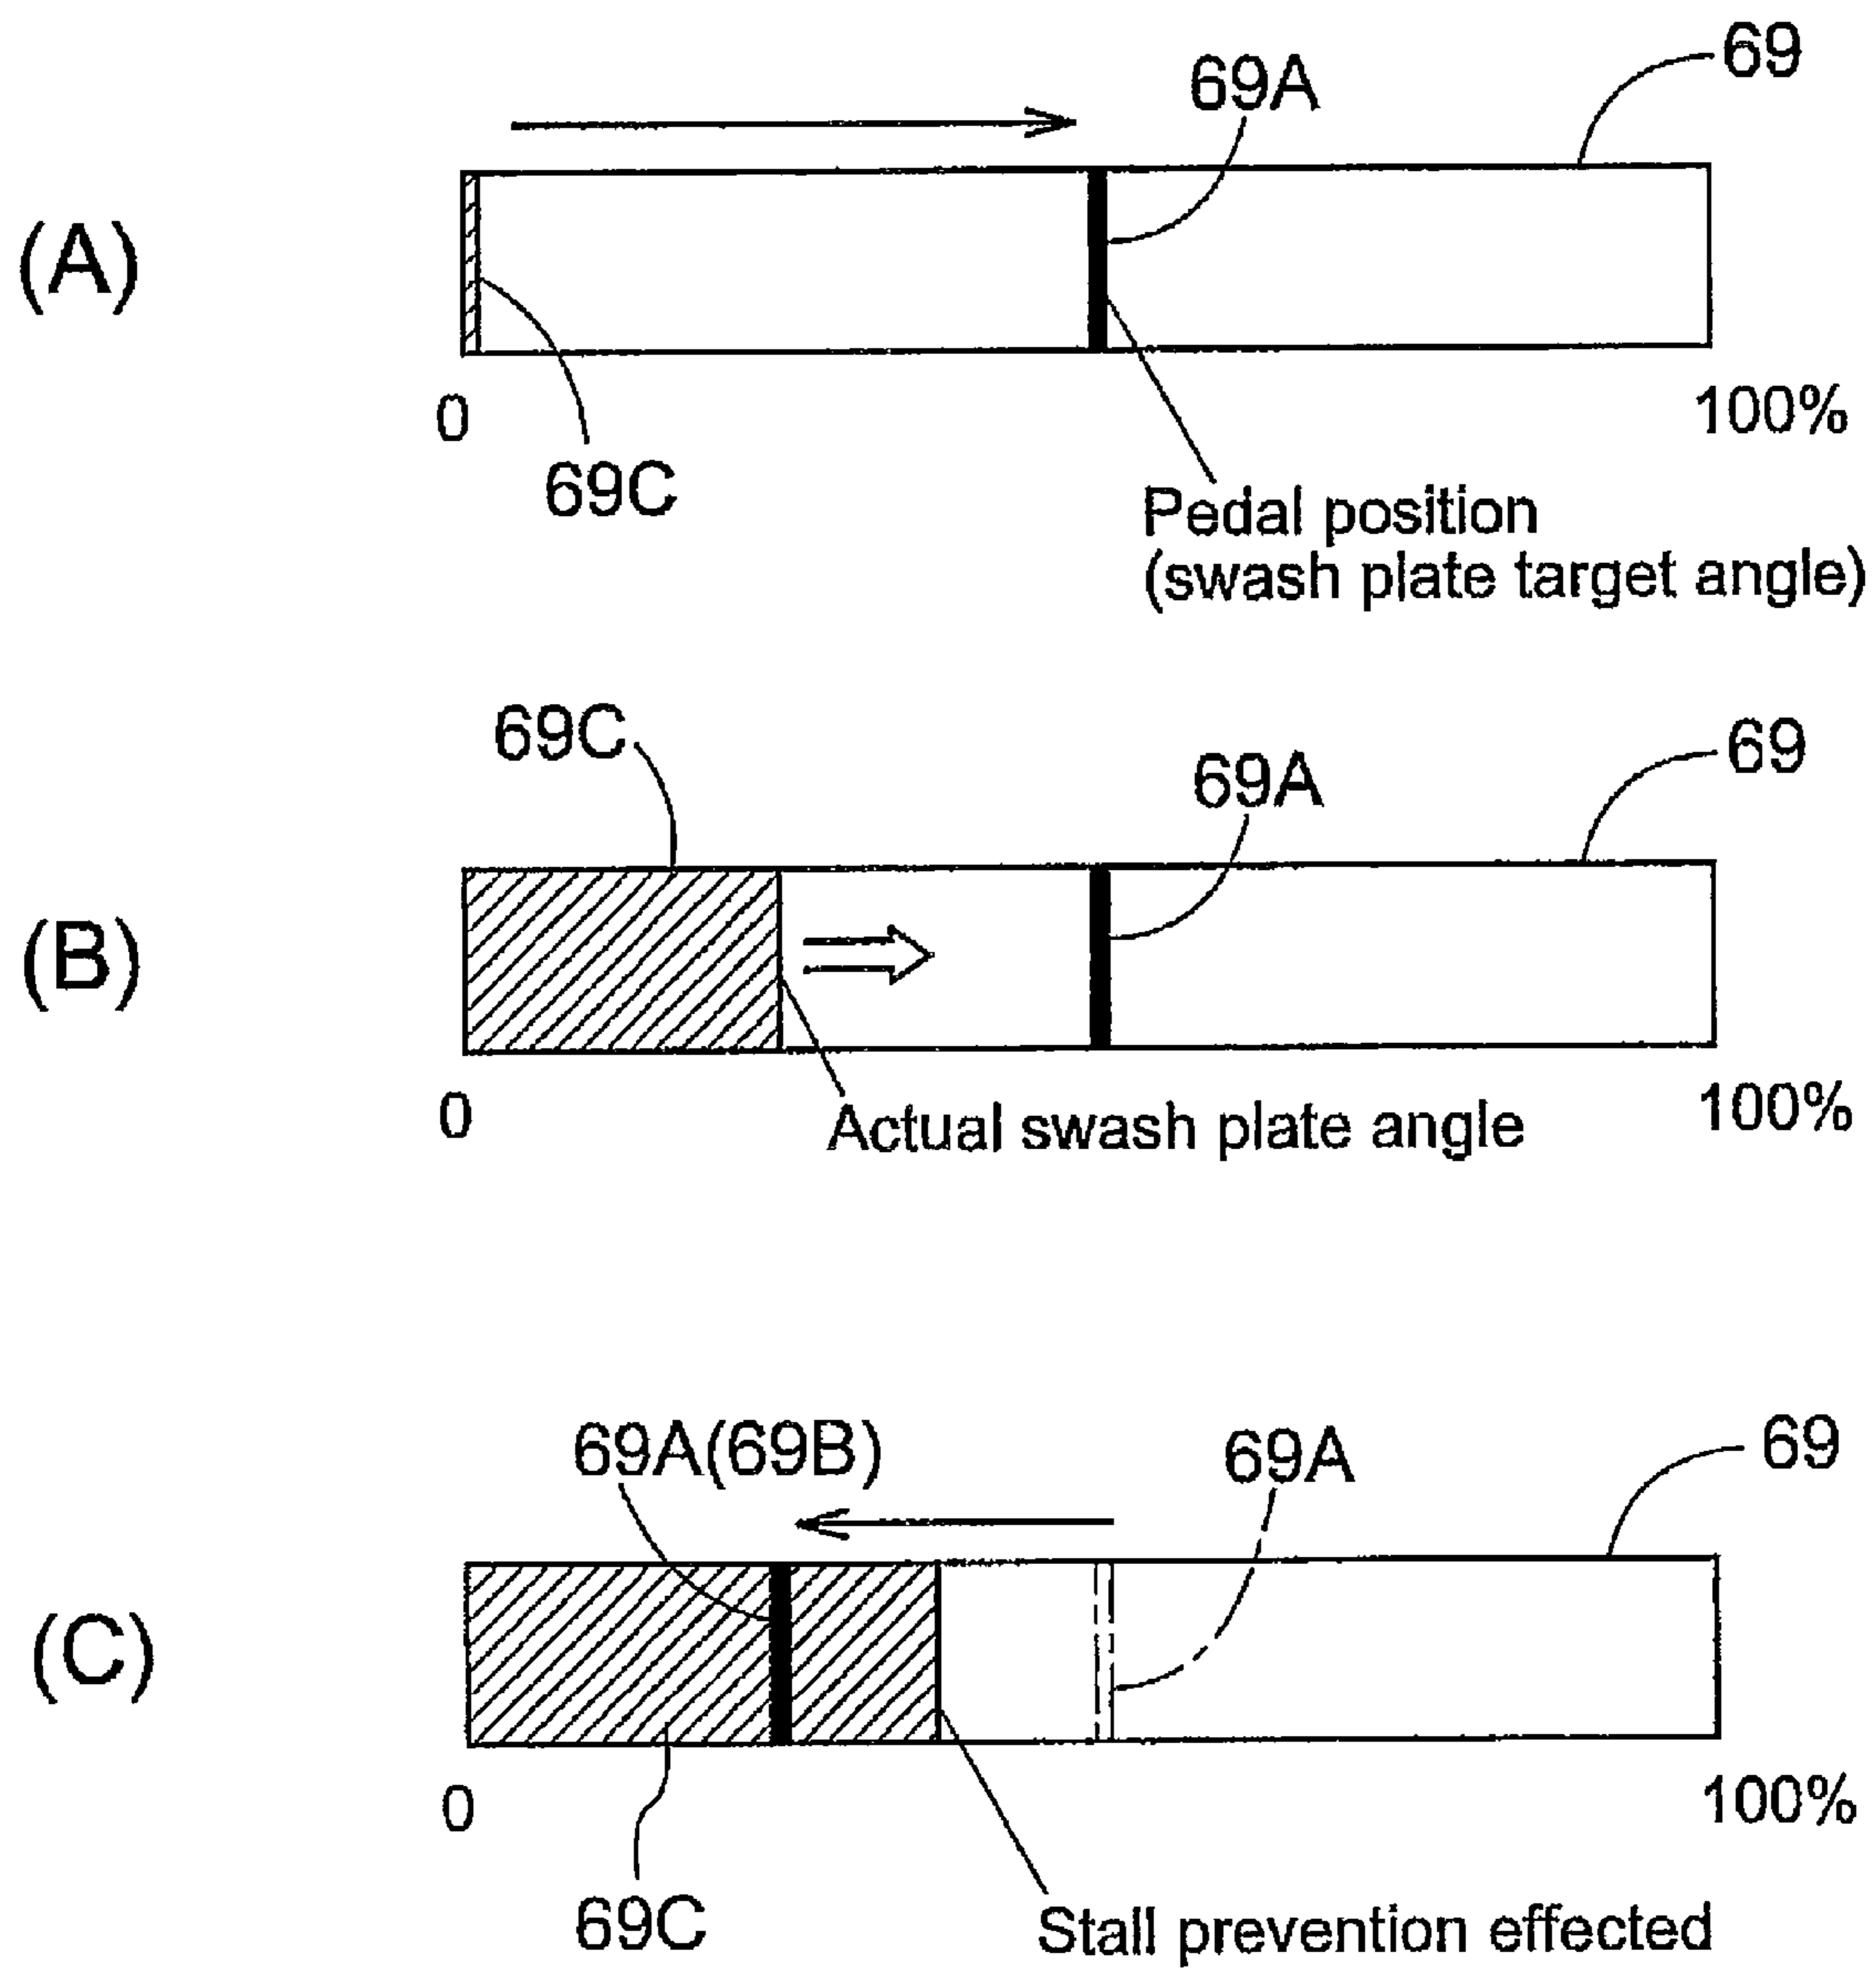 69
69A
(A)
0
100%
69C
Pedal position
(swash plate target angle)
69C
69
69A
(B)
0
100%
Actual swash plate angle
69A(69B)
69A
69
(C)
0
100%
69C
Stall prevention effected